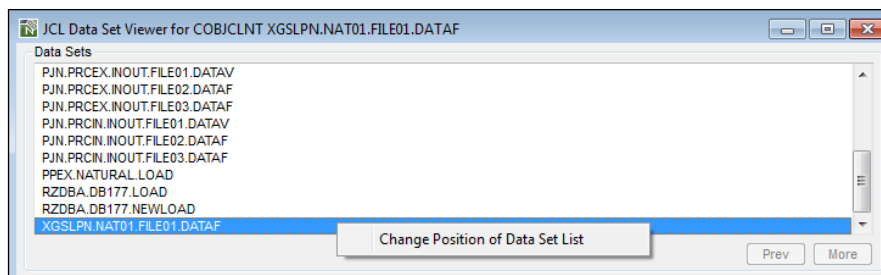 JCL Data Set Viewer for COBJCLNT XGSLPN.NAT01.FILE01.DATAF
Data Sets
PJN.PRCEX.INOUT.FILE01.DATAV
PJN.PRCEX.INOUT.FILE02.DATAF
PJN.PRCEX.INOUT.FILE03.DATAF
PJN.PRCIN.INOUT.FILE01.DATAV
PJN.PRCIN.INOUT.FILE02.DATAF
PJN.PRCIN.INOUT.FILE03.DATAF
PPEX.NATURAL.LOAD
RZDBA.DB177.LOAD
RZDBA.DB177.NEWLOAD
XGSLPN.NAT01.FILE01.DATAF
Change Position of Data Set List
Prev More